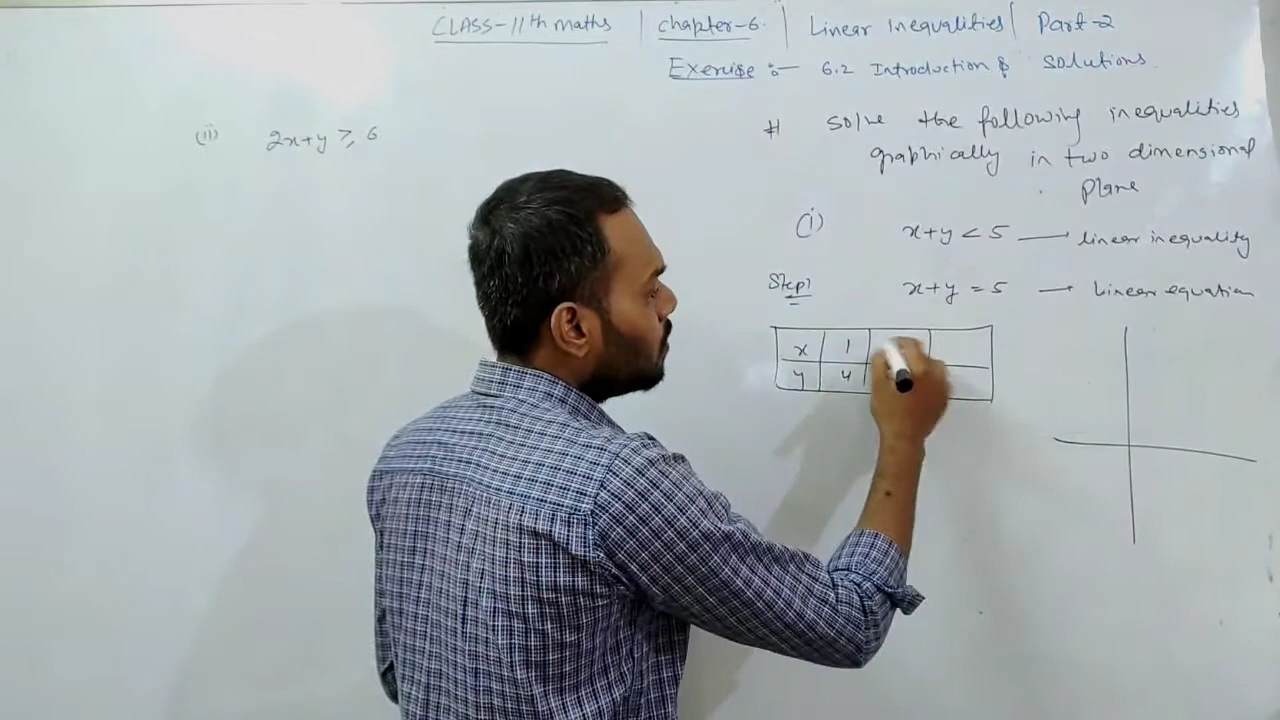 CLASS-11th maths | Chapter-6. | Linear Inequalities | Part-2
Exercise :- 6.2 Introduction & Solutions
(ii) 2x+y ≥ 6
# Solve the following inequalities
graphically in two dimensional
plane
(i) x+y < 5 → linear inequality
Step1 x+y = 5 → Linear equation
x 1
y 4